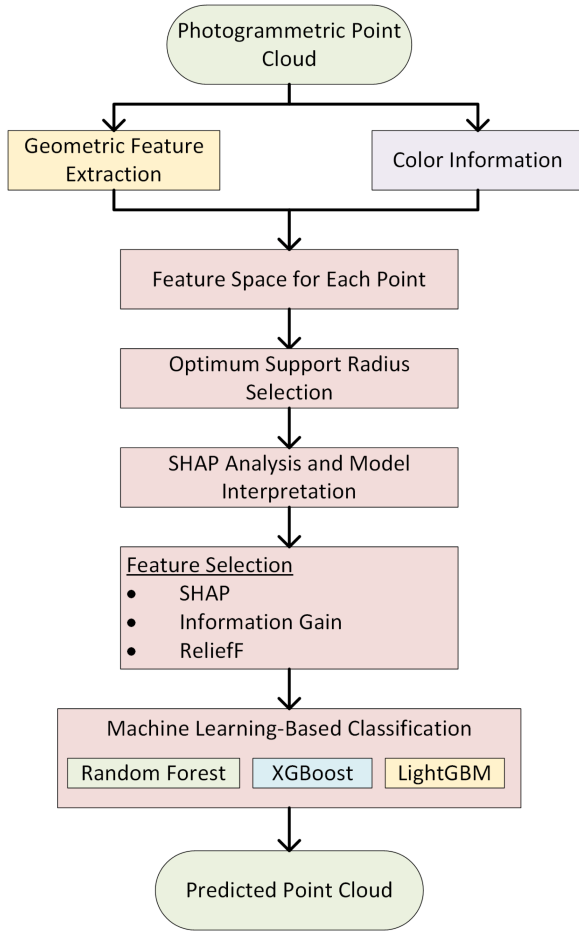 Photogrammetric Point
Cloud
Geometric Feature
Extraction
Color Information
Feature Space for Each Point
Optimum Support Radius
Selection
SHAP Analysis and Model
Interpretation
Feature Selection
• SHAP
• Information Gain
• ReliefF
Machine Learning-Based Classification
Random Forest
XGBoost
LightGBM
Predicted Point Cloud